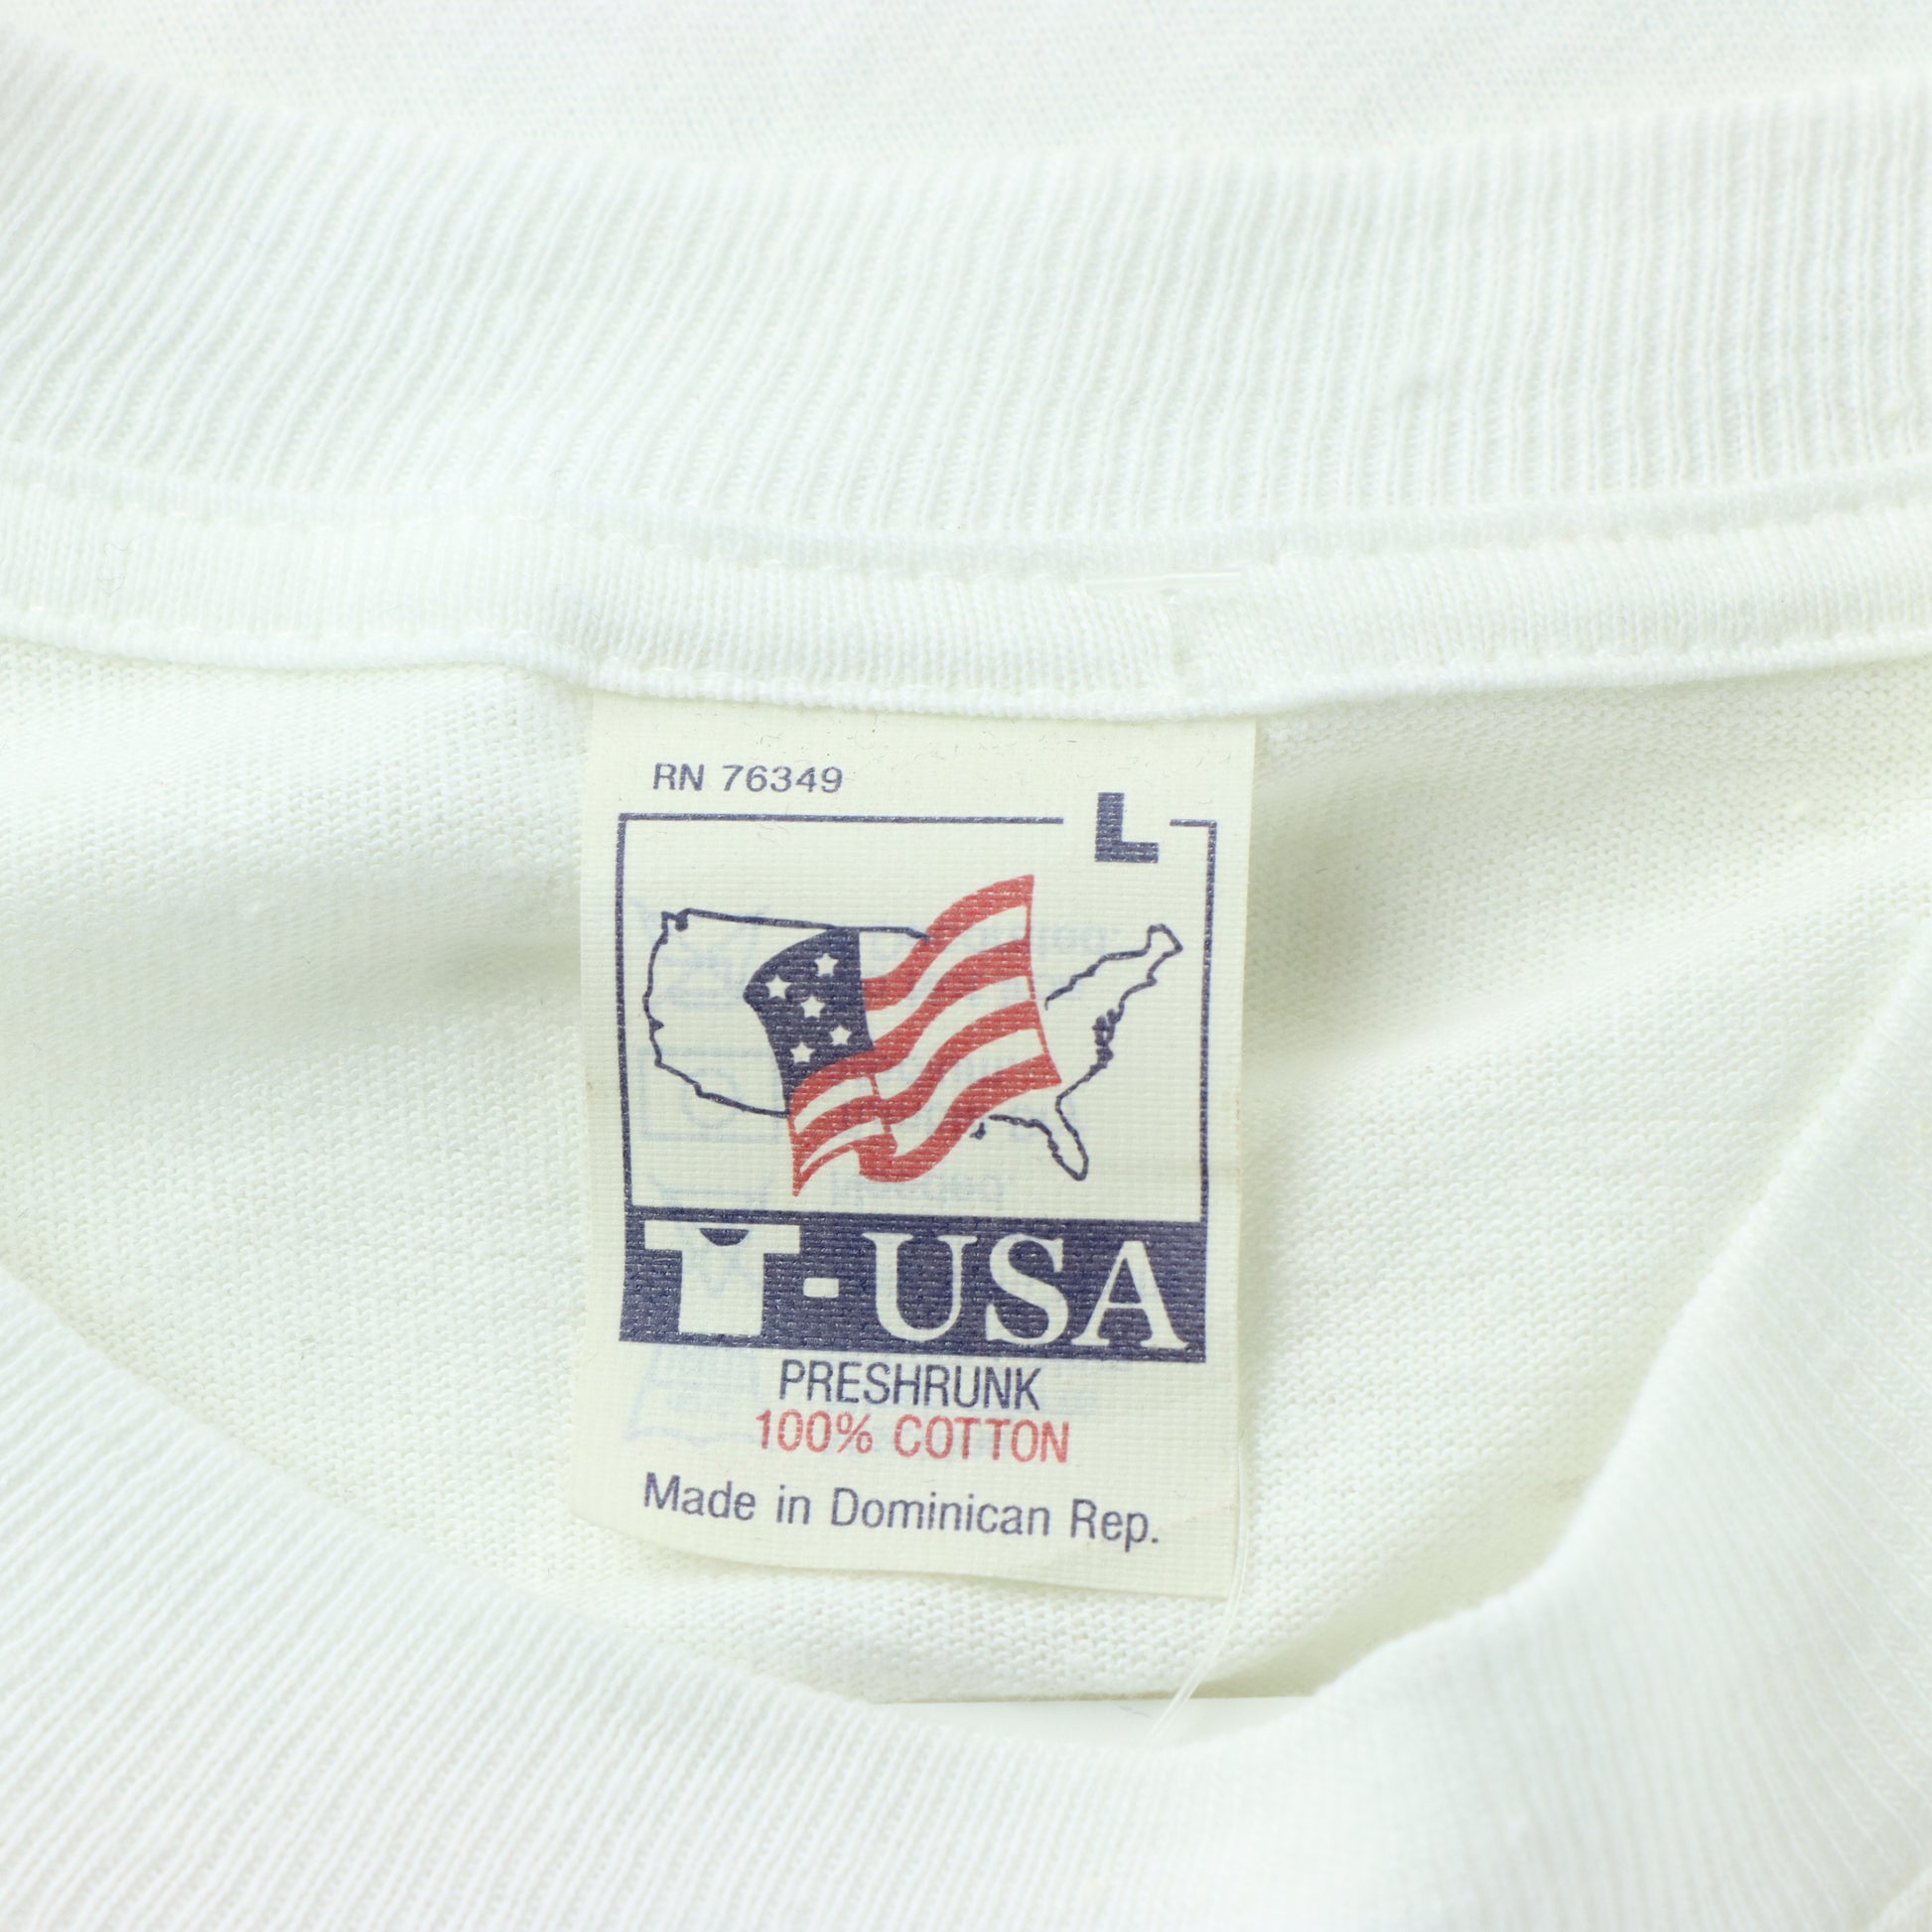 RN 76349
L
T-USA
PRESHRUNK
100% COTTON
Made in Dominican Rep.